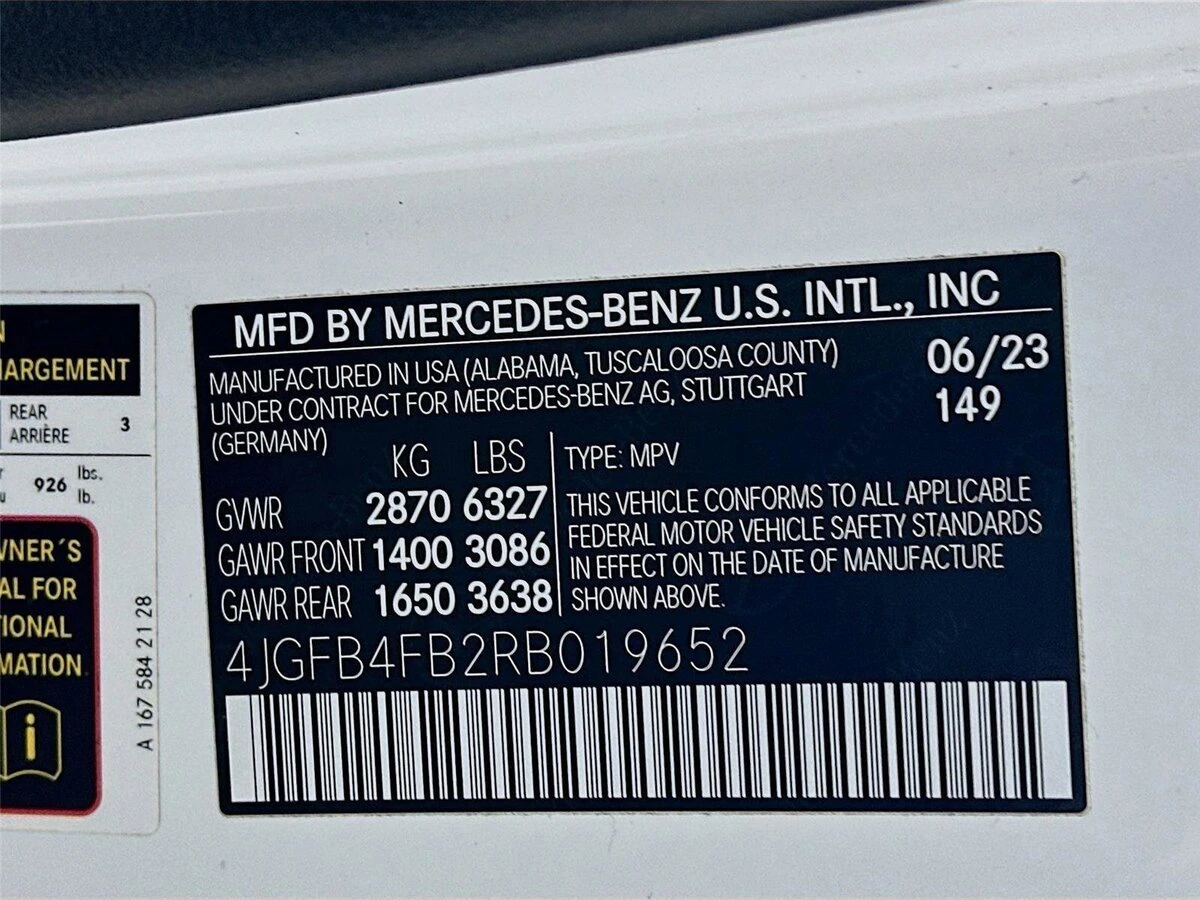 N
HARGEMENT
REAR
ARRIÈRE 3
926 lbs.
lb.
WNER´S
AL FOR
TIONAL
MATION
i
A 167 584 21 28
MFD BY MERCEDES-BENZ U.S. INTL., INC
MANUFACTURED IN USA (ALABAMA, TUSCALOOSA COUNTY) 06/23
UNDER CONTRACT FOR MERCEDES-BENZ AG, STUTTGART 149
(GERMANY)
KG LBS
GVWR 2870 6327
GAWR FRONT 1400 3086
GAWR REAR 1650 3638
TYPE: MPV
THIS VEHICLE CONFORMS TO ALL APPLICABLE
FEDERAL MOTOR VEHICLE SAFETY STANDARDS
IN EFFECT ON THE DATE OF MANUFACTURE
SHOWN ABOVE.
4JGFB4FB2RB019652